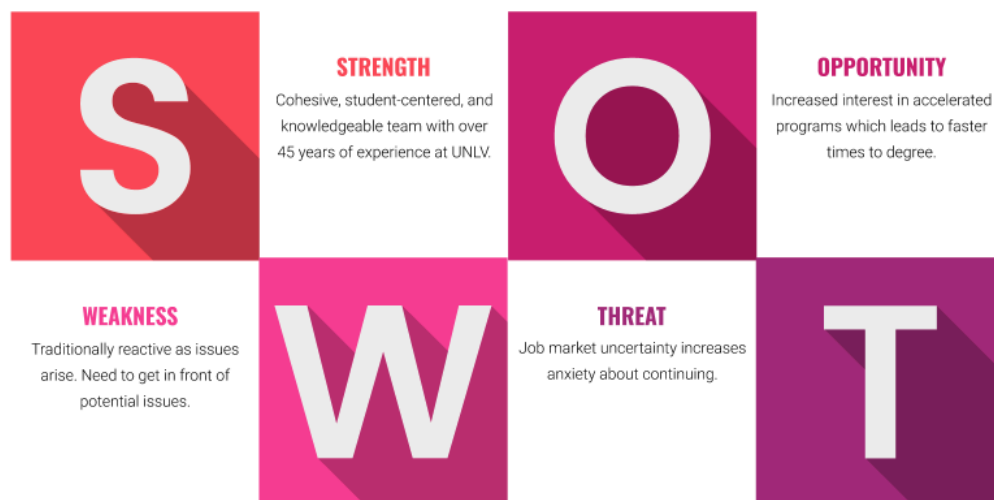 S
STRENGTH
Cohesive, student-centered, and
knowledgeable team with over
45 years of experience at UNLV.
O
OPPORTUNITY
Increased interest in accelerated
programs which leads to faster
times to degree.
WEAKNESS
Traditionally reactive as issues
arise. Need to get in front of
potential issues.
W
THREAT
Job market uncertainty increases
anxiety about continuing.
T